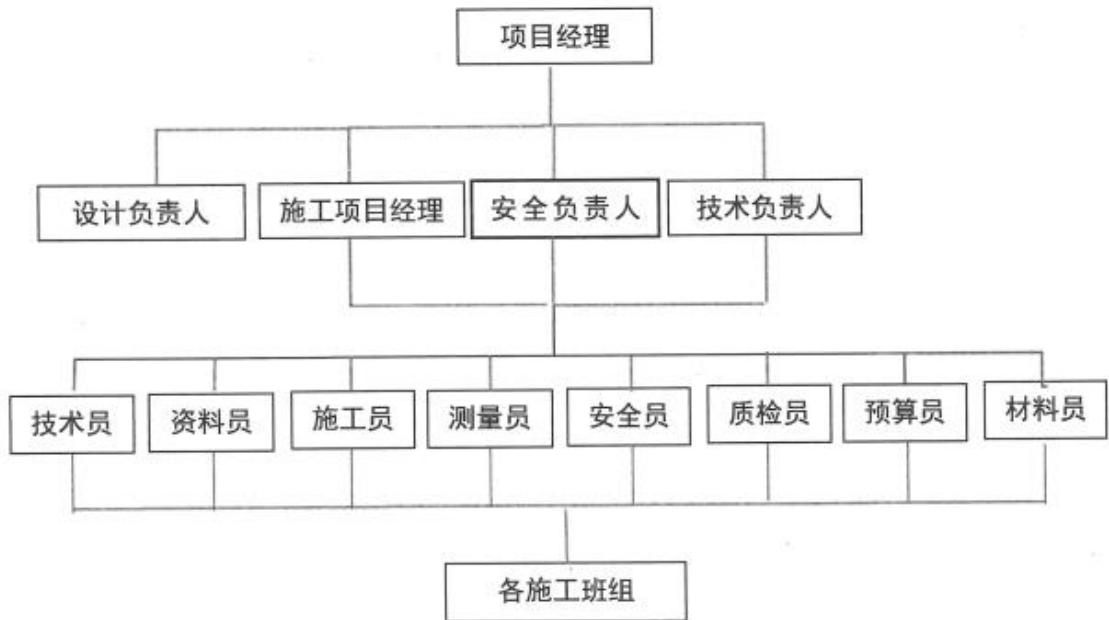 项目经理
设计负责人
施工项目经理
安全负责人
技术负责人
技术员
资料员
施工员
测量员
安全员
质检员
预算员
材料员
各施工班组